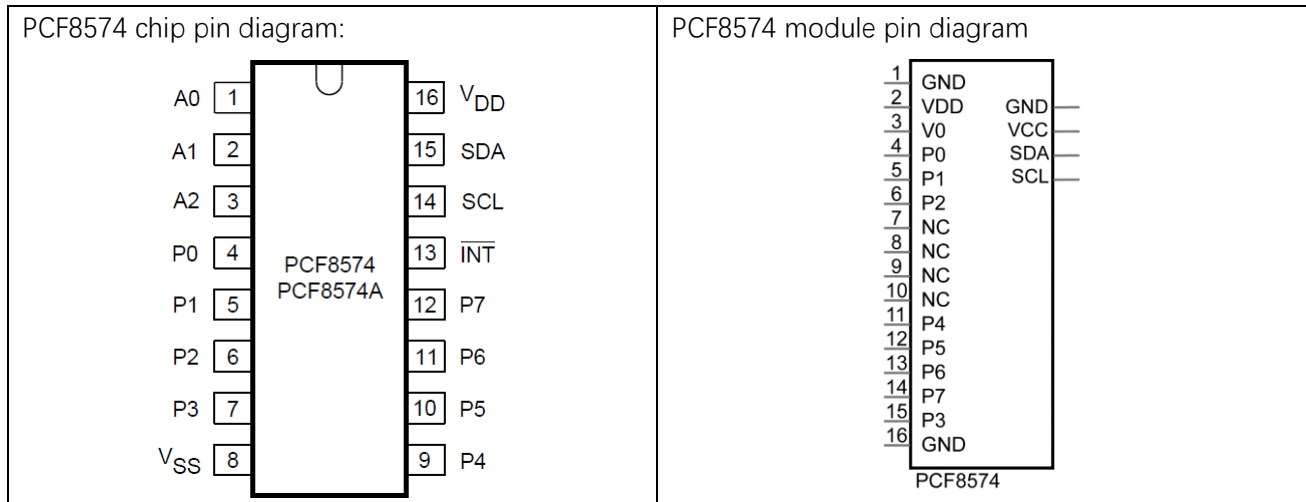 PCF8574 chip pin diagram:
A0 1 16 VDD
A1 2 15 SDA
A2 3 14 SCL
P0 4 13 INT
PCF8574
PCF8574A
P1 5 12 P7
P2 6 11 P6
P3 7 10 P5
VSS 8 9 P4
PCF8574 module pin diagram
1 GND
2 VDD GND
3 V0 VCC
4 P0 SDA
5 P1 SCL
6 P2
7 NC
8 NC
9 NC
10 NC
11 P4
12 P5
13 P6
14 P7
15 P3
16 GND
PCF8574